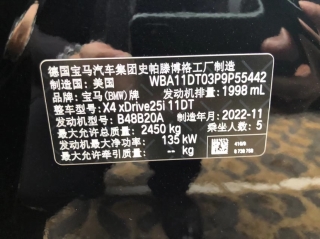 德国宝马汽车集团史帕滕博格工厂制造
制造国：美国 WBA11DT03P9P55442
品牌：宝马(BMW)牌 发动机排量：1998 mL
整车型号：X4 xDrive25i 11DT
发动机型号：B48B20A 制造年月：2022-11
最大允许总质量：2450 kg 乘坐人数：5
发动机最大净功率：135 kW
最大允许牵引质量：-- kg